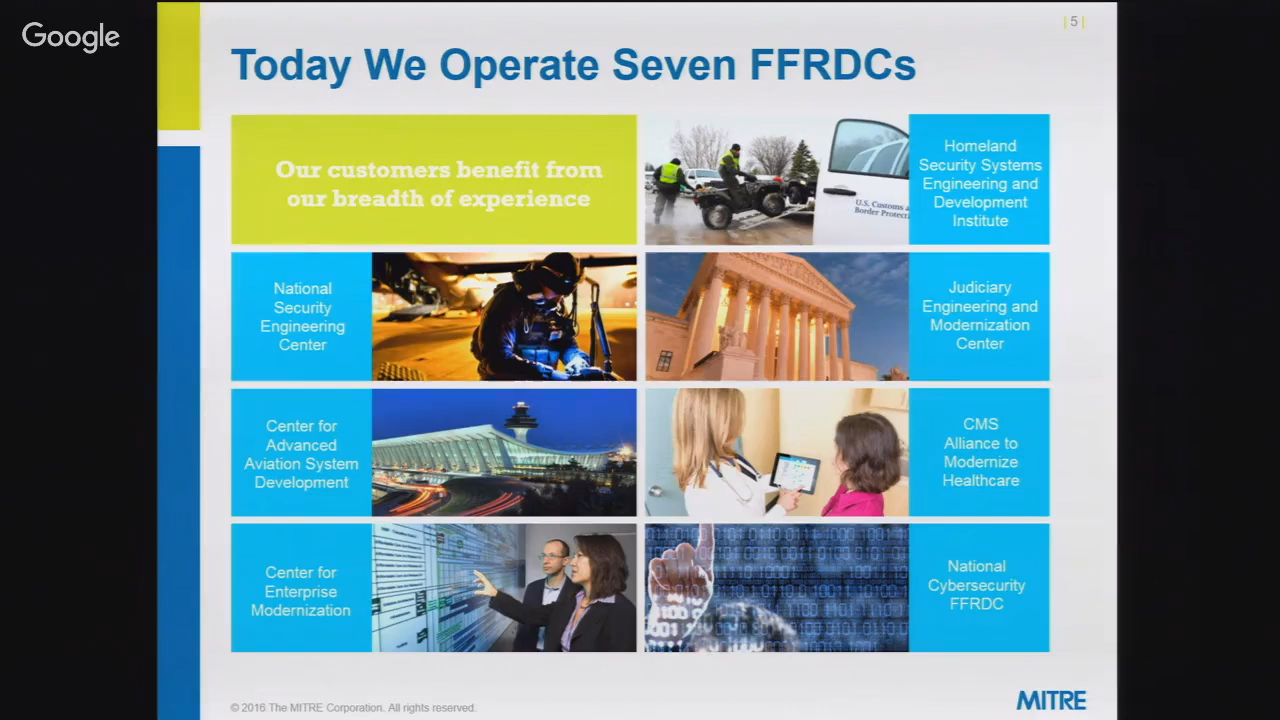 Google
| 5 |
Today We Operate Seven FFRDCs
Our customers benefit from
our breadth of experience
U.S. Customs a
Border Protecti
Homeland
Security Systems
Engineering and
Development
Institute
National
Security
Engineering
Center
Judiciary
Engineering and
Modernization
Center
Center for
Advanced
Aviation System
Development
CMS
Alliance to
Modernize
Healthcare
Center for
Enterprise
Modernization
National
Cybersecurity
FFRDC
© 2016 The MITRE Corporation. All rights reserved.
MITRE